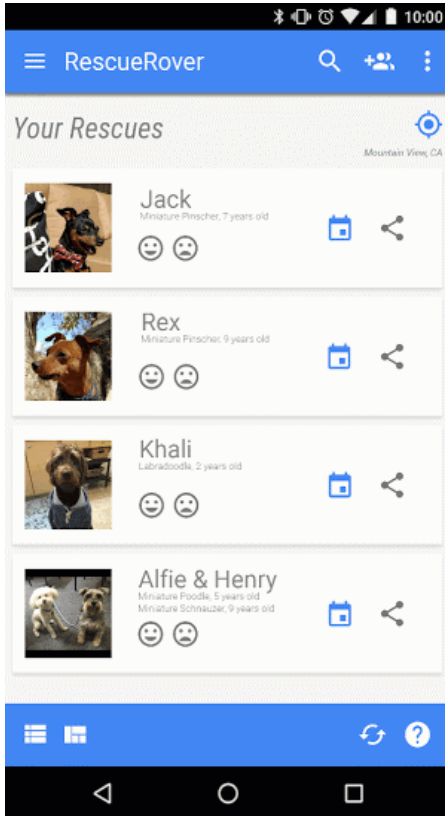 10:00
RescueRover
Your Rescues
Mountain View, CA
Jack
Miniature Pinscher, 7 years old
Rex
Miniature Pinscher, 9 years old
Khali
Labradoodle, 2 years old
Alfie & Henry
Miniature Poodle, 5 years old
Miniature Schnauzer, 9 years old